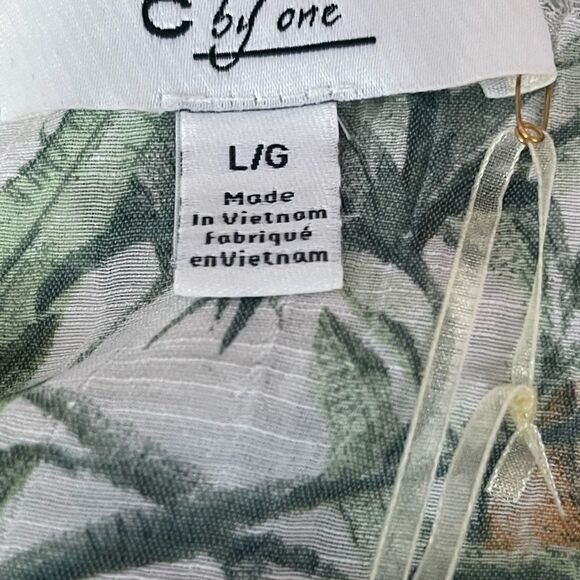 C by one
L/G
Made
In Vietnam
Fabriqué
enVietnam